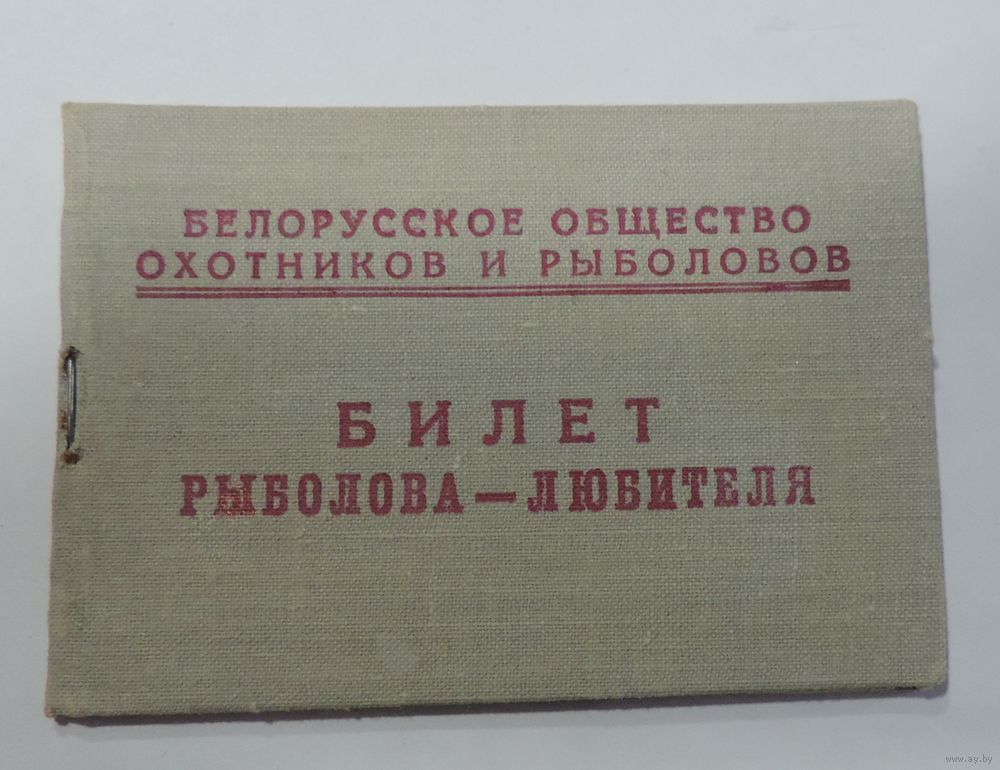 БЕЛОРУССКОЕ ОБЩЕСТВО
ОХОТНИКОВ И РЫБОЛОВОВ
БИЛЕТ
РЫБОЛОВА—ЛЮБИТЕЛЯ
www.ay.by